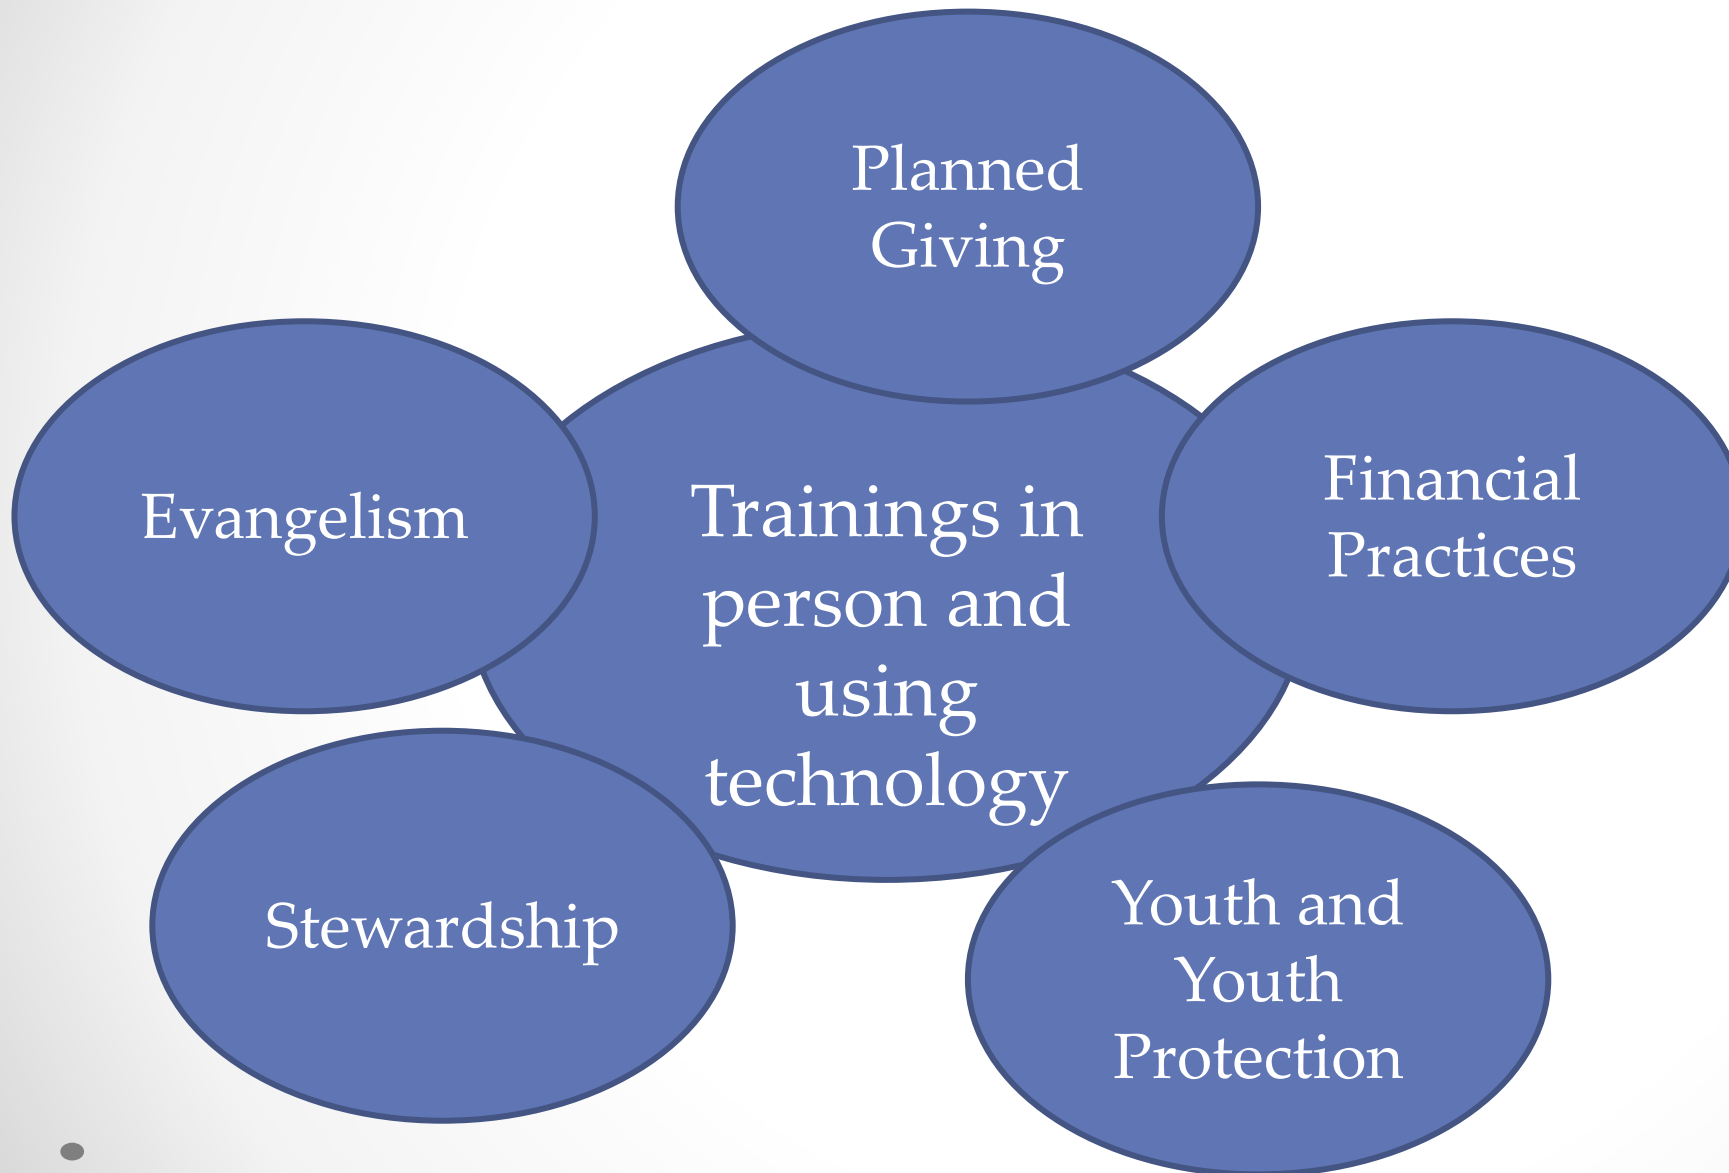 Planned
Giving
Evangelism
Trainings in
person and
using
technology
Financial
Practices
Stewardship
Youth and
Youth
Protection